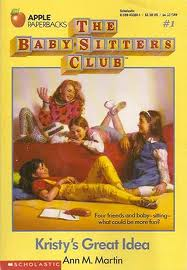 APPLE
PAPERBACKS
THE
BABY-SITTERS
CLUB
#1
Scholastic
Four friends and baby-sitting—
what could be more fun?
Kristy's Great Idea
SCHOLASTIC
Ann M. Martin